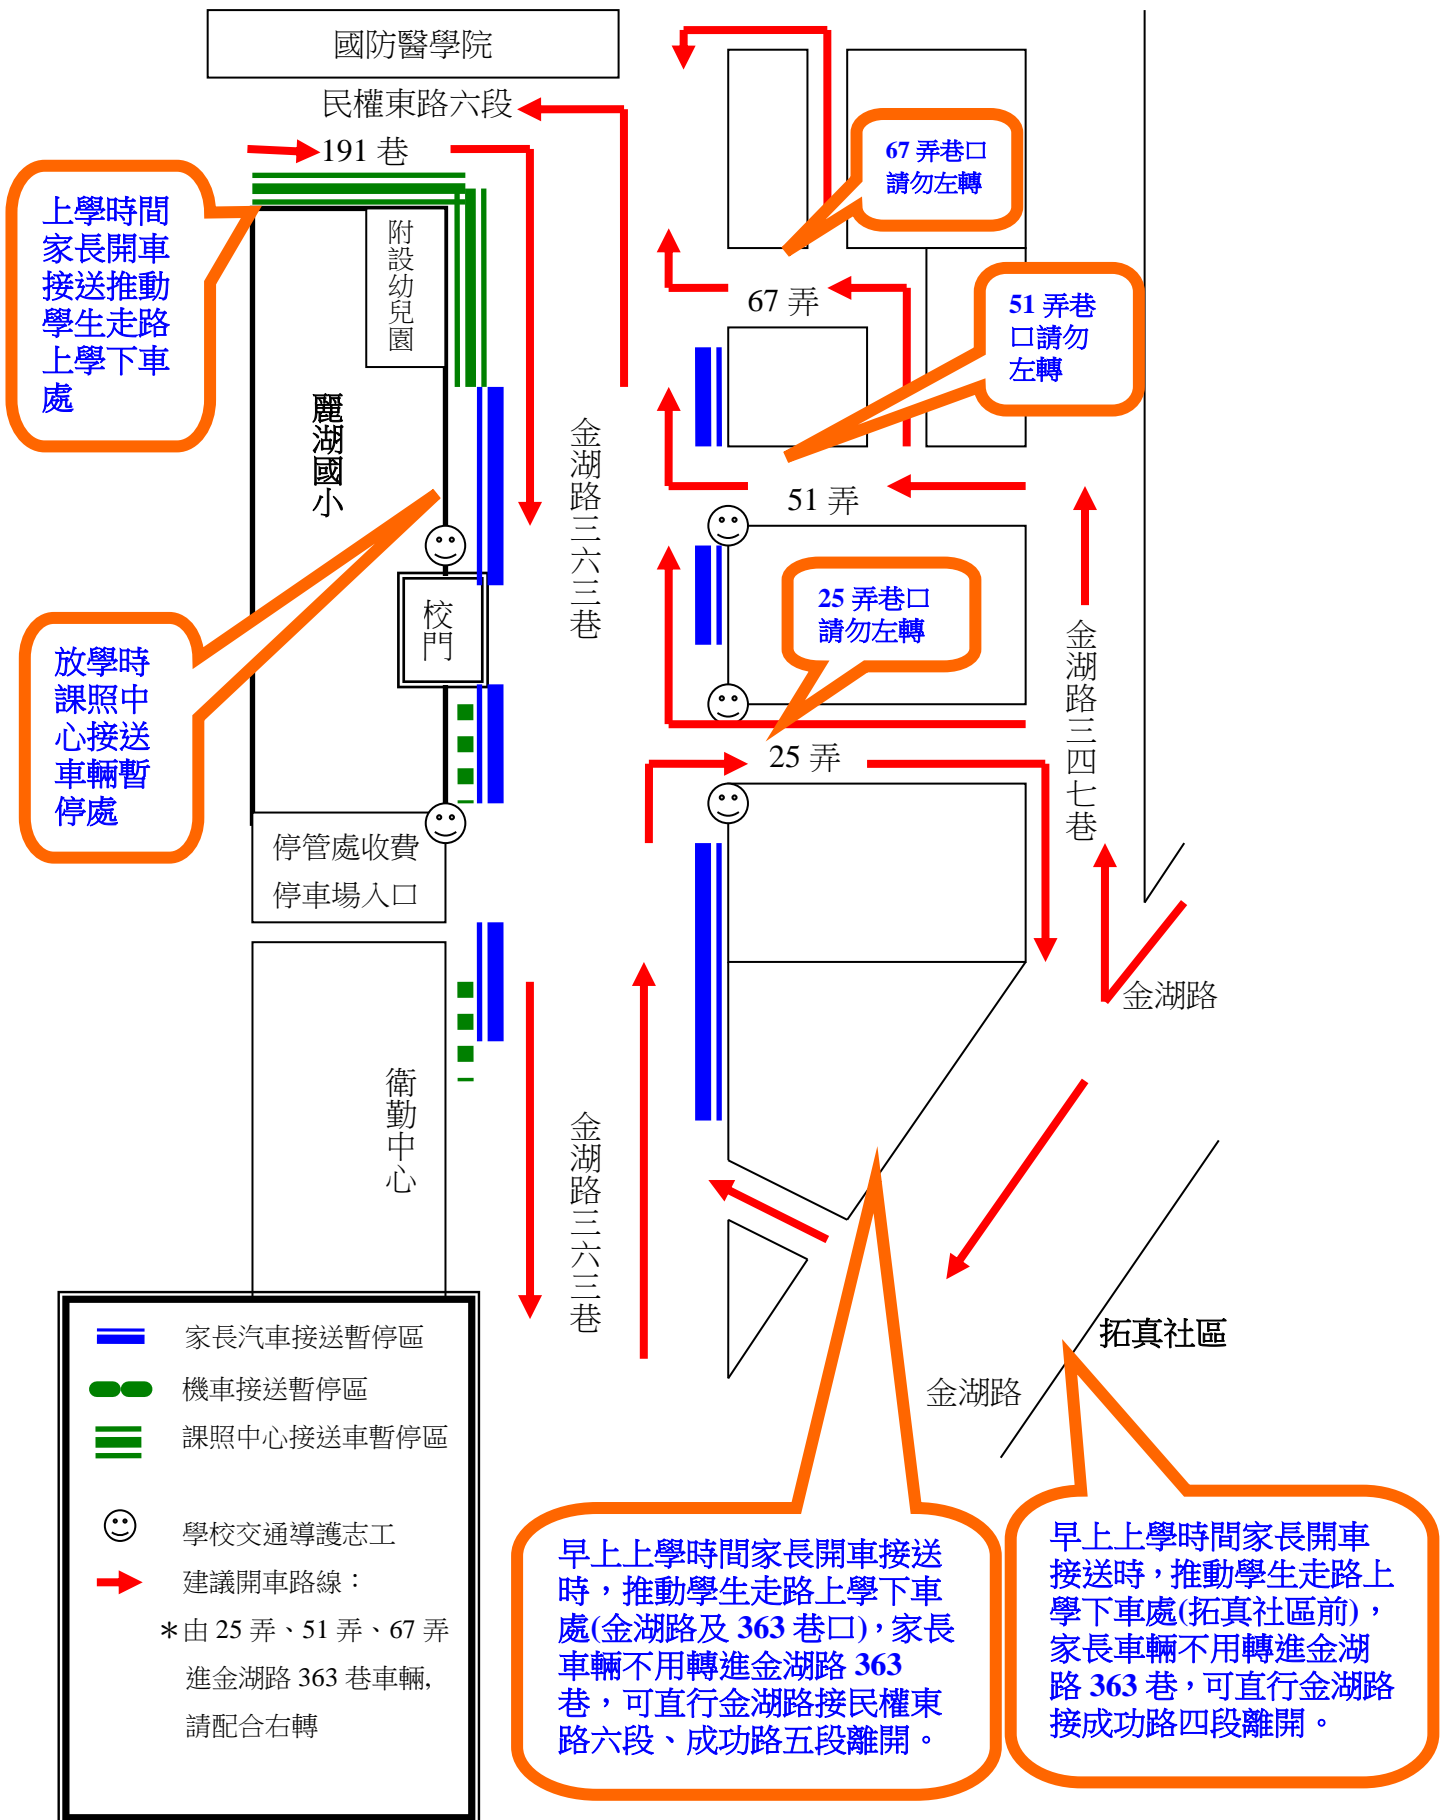 國防醫學院
民權東路六段
191 巷
上學時間
家長開車
接送推動
學生走路
上學下車
處
附設幼兒園
麗湖國小
校門
放學時
課照中
心接送
車輛暫
停處
停管處收費
停車場入口
衛勤中心
金湖路三六三巷
金湖路三六三巷
67 弄巷口
請勿左轉
67 弄
51 弄巷
口請勿
左轉
51 弄
25 弄巷口
請勿左轉
25 弄
金湖路三四七巷
金湖路
拓真社區
金湖路
家長汽車接送暫停區
機車接送暫停區
課照中心接送車暫停區
學校交通導護志工
建議開車路線：
＊由 25 弄、51 弄、67 弄
進金湖路 363 巷車輛,
請配合右轉
早上上學時間家長開車接送
時，推動學生走路上學下車
處(金湖路及 363 巷口)，家長
車輛不用轉進金湖路 363
巷，可直行金湖路接民權東
路六段、成功路五段離開。
早上上學時間家長開車
接送時，推動學生走路上
學下車處(拓真社區前)，
家長車輛不用轉進金湖
路 363 巷，可直行金湖路
接成功路四段離開。